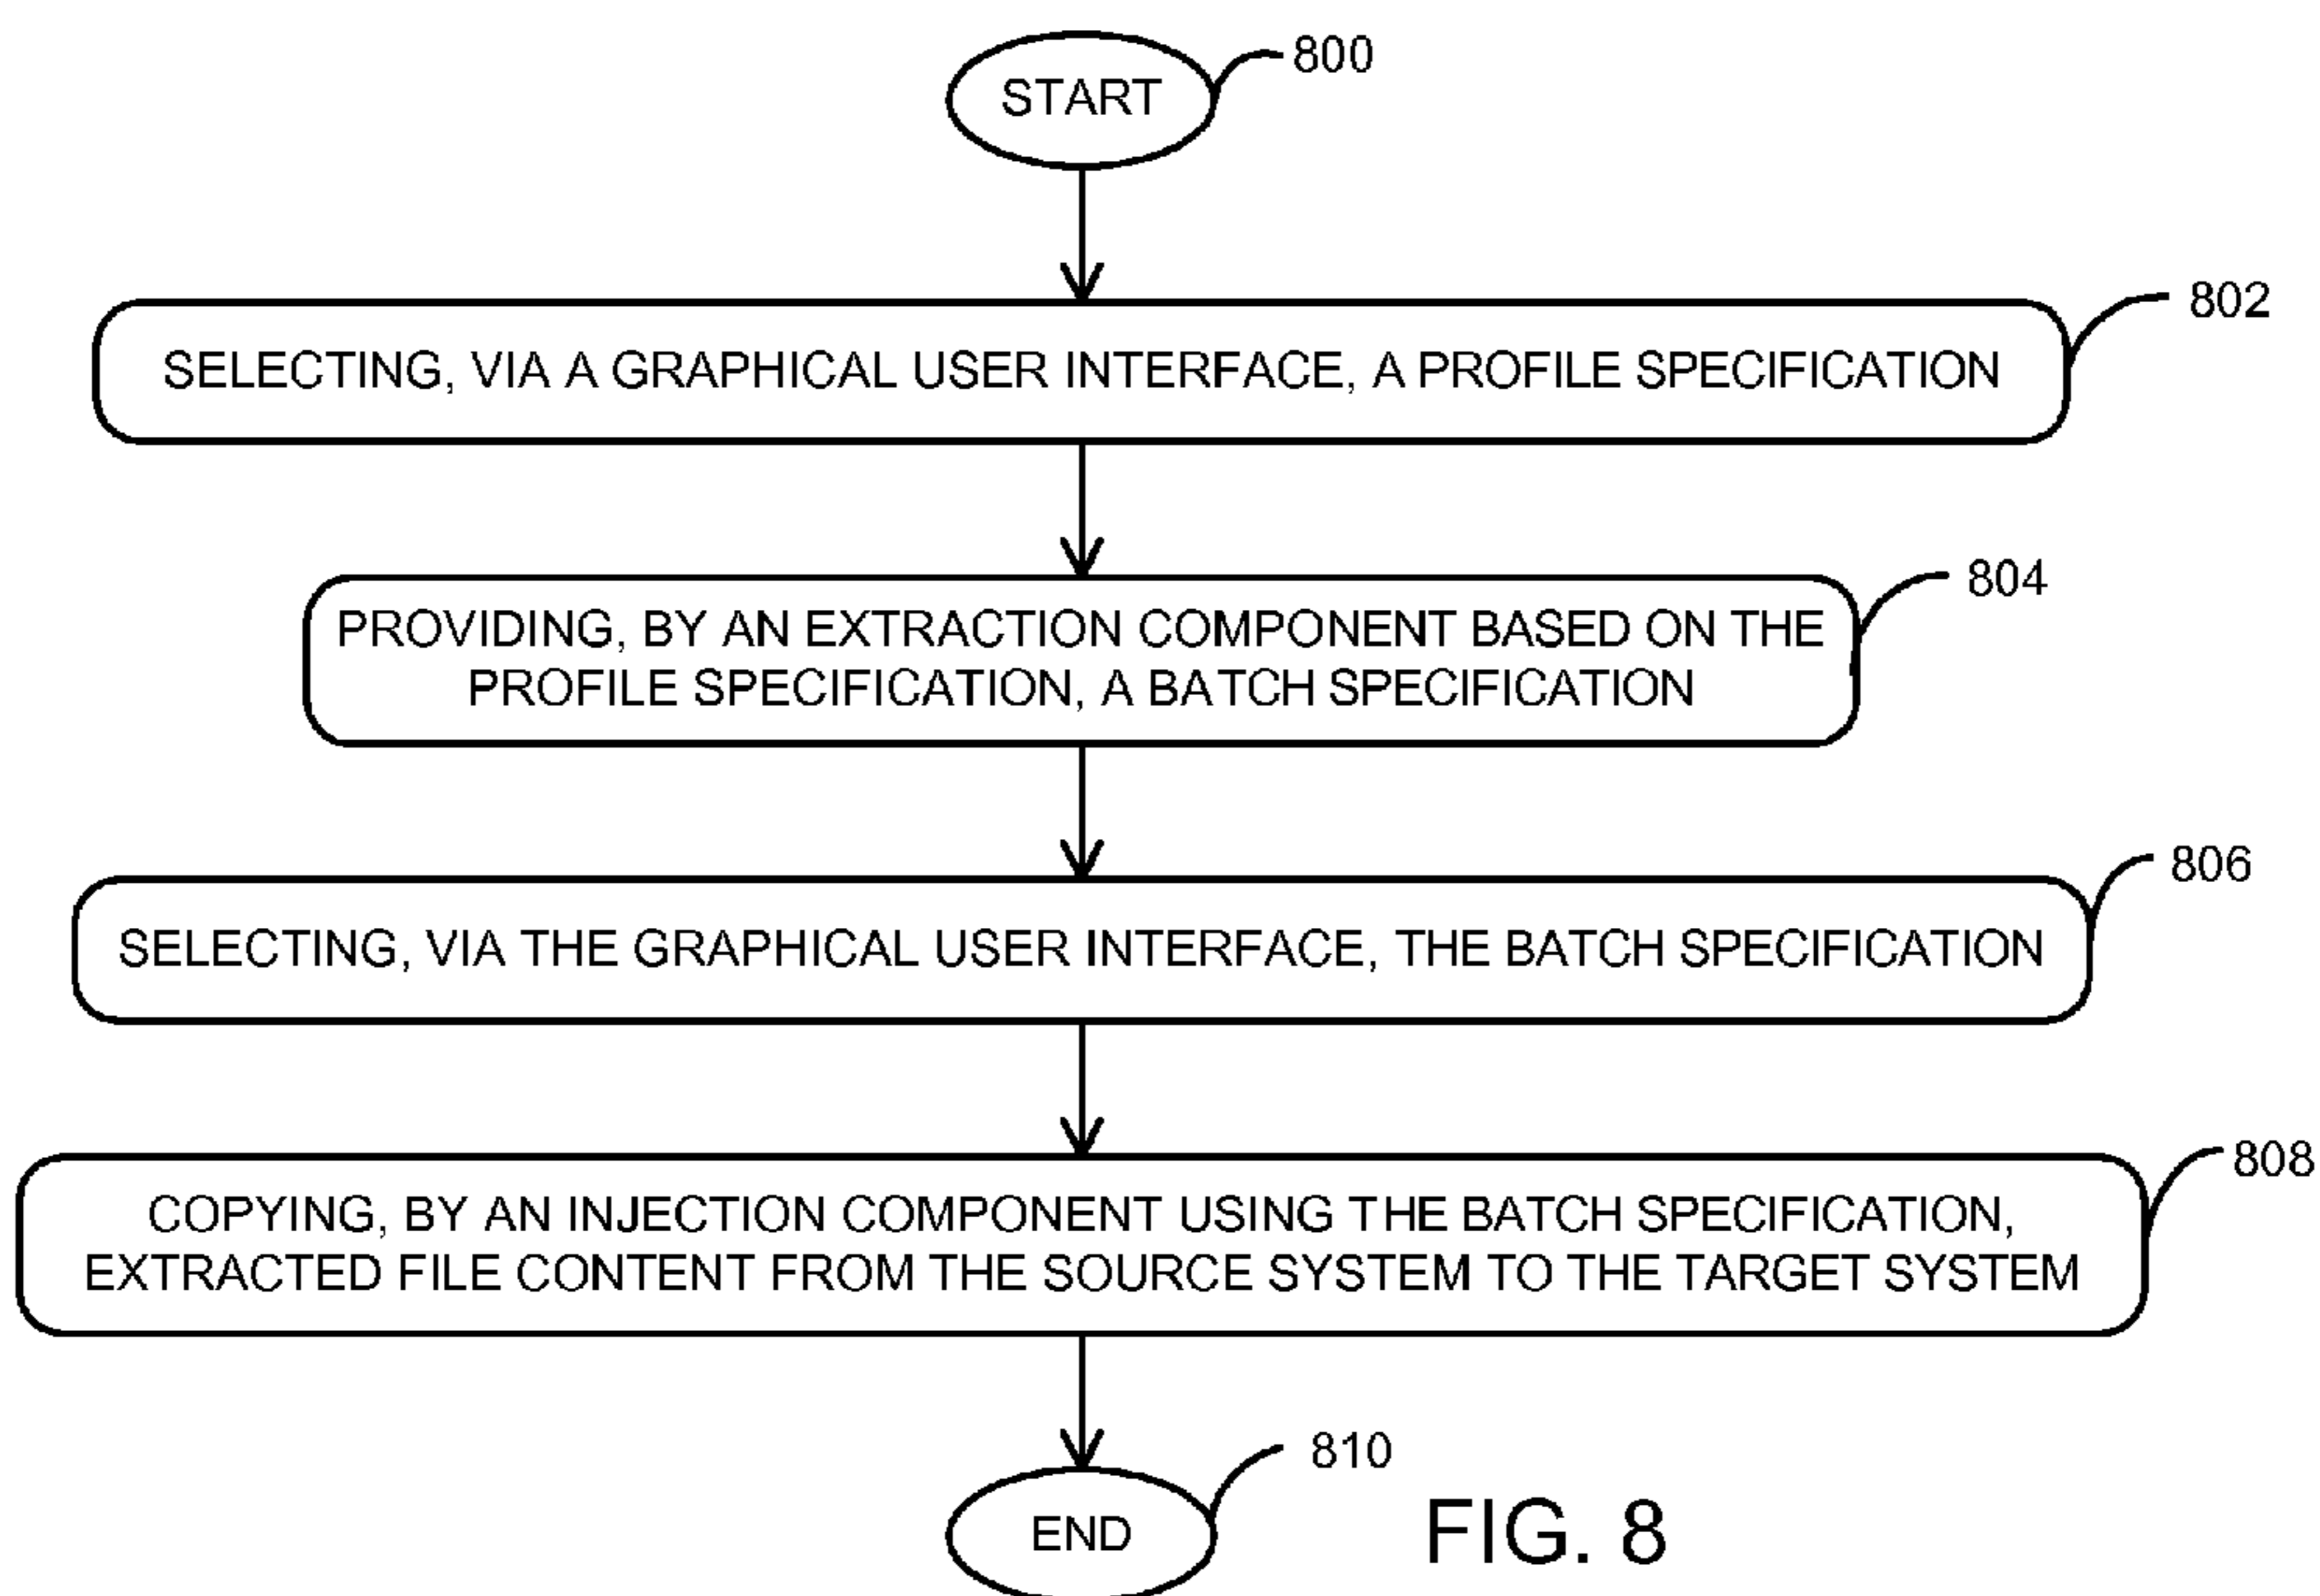 START
800
802
SELECTING, VIA A GRAPHICAL USER INTERFACE, A PROFILE SPECIFICATION
804
PROVIDING, BY AN EXTRACTION COMPONENT BASED ON THE
PROFILE SPECIFICATION, A BATCH SPECIFICATION
806
SELECTING, VIA THE GRAPHICAL USER INTERFACE, THE BATCH SPECIFICATION
808
COPYING, BY AN INJECTION COMPONENT USING THE BATCH SPECIFICATION,
EXTRACTED FILE CONTENT FROM THE SOURCE SYSTEM TO THE TARGET SYSTEM
810
END
FIG. 8